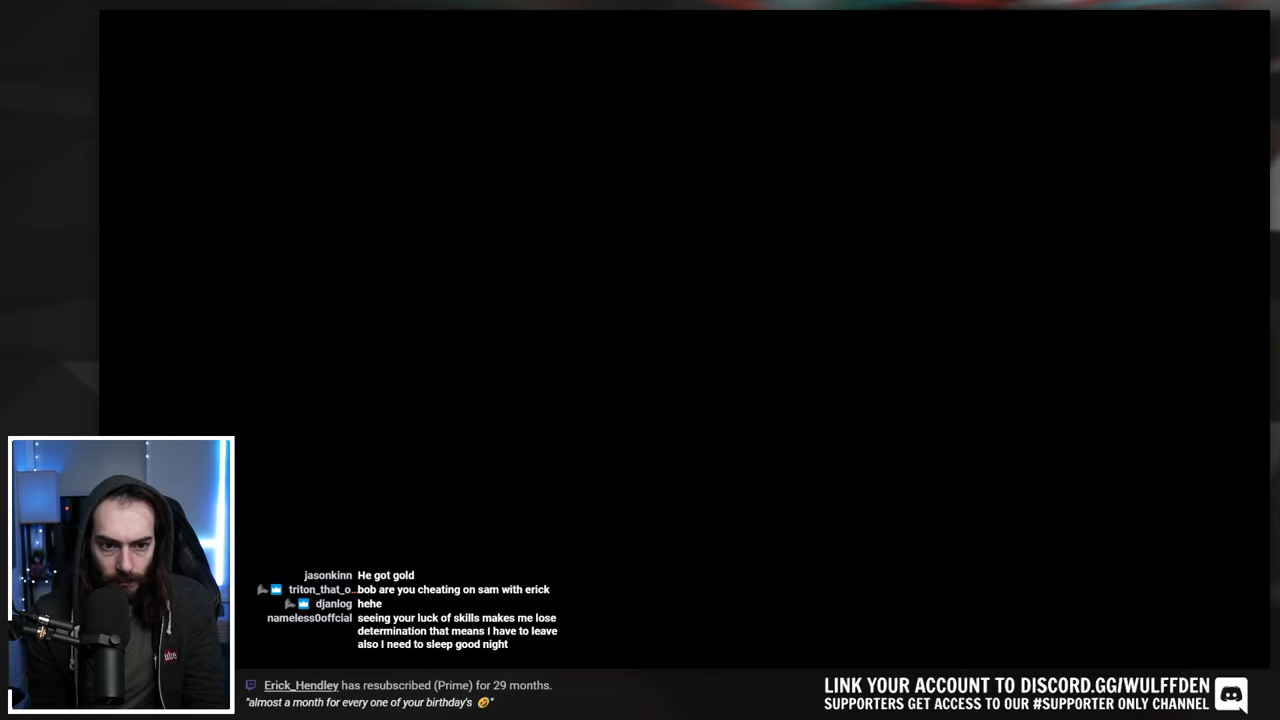 jasonkinn He got gold
triton_that_o.. bob are you cheating on sam with erick
djanlog hehe
nameless0offcial seeing your luck of skills makes me lose
determination that means I have to leave
also I need to sleep good night
Erick_Hendley has resubscribed (Prime) for 29 months.
"almost a month for every one of your birthday's 🤣"
LINK YOUR ACCOUNT TO DISCORD.GG/WULFFDEN
SUPPORTERS GET ACCESS TO OUR #SUPPORTER ONLY CHANNEL
ube